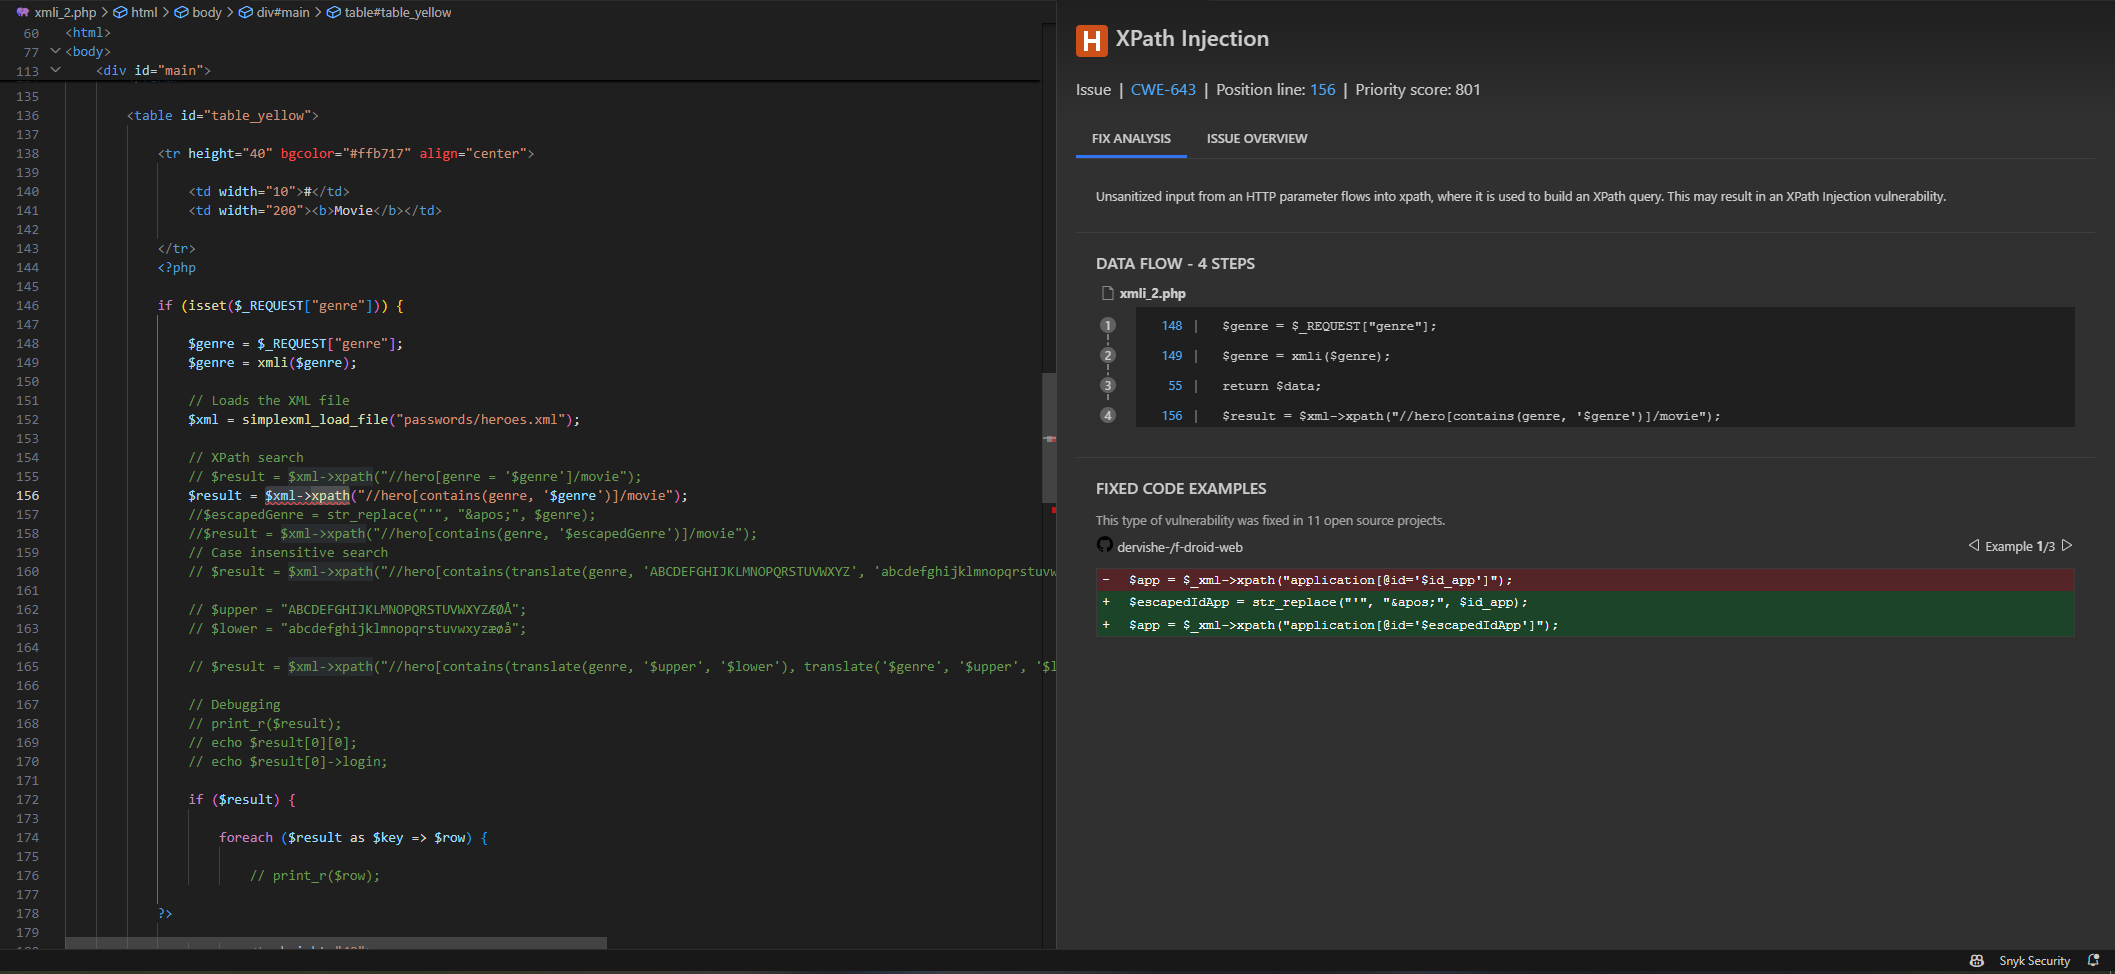 xmli_2.php > html > body > div#main > table#table_yellow
60 <html>
77 <body>
113 <div id="main">
135
136 <table id="table_yellow">
137
138 <tr height="40" bgcolor="#ffb717" align="center">
139
140 <td width="10">#</td>
141 <td width="200"><b>Movie</b></td>
142
143 </tr>
144 <?php
145
146 if (isset($_REQUEST["genre"])) {
147
148 $genre = $_REQUEST["genre"];
149 $genre = xmli($genre);
150
151 // Loads the XML file
152 $xml = simplexml_load_file("passwords/heroes.xml");
153
154 // XPath search
155 // $result = $xml->xpath("//hero[genre = '$genre']/movie");
156 $result = $xml->xpath("//hero[contains(genre, '$genre')]/movie");
157 //$escapedGenre = str_replace("'", "&apos;", $genre);
158 //$result = $xml->xpath("//hero[contains(genre, '$escapedGenre')]/movie");
159 // Case insensitive search
160 // $result = $xml->xpath("//hero[contains(translate(genre, 'ABCDEFGHIJKLMNOPQRSTUVWXYZ', 'abcdefghijklmnopqrstuvw
161
162 // $upper = "ABCDEFGHIJKLMNOPQRSTUVWXYZÆØÅ";
163 // $lower = "abcdefghijklmnopqrstuvwxyzæøå";
164
165 // $result = $xml->xpath("//hero[contains(translate(genre, '$upper', '$lower'), translate('$genre', '$upper', '$l
166
167 // Debugging
168 // print_r($result);
169 // echo $result[0][0];
170 // echo $result[0]->login;
171
172 if ($result) {
173
174 foreach ($result as $key => $row) {
175
176 // print_r($row);
177
178 ?>
179
H XPath Injection
Issue | CWE-643 | Position line: 156 | Priority score: 801
FIX ANALYSIS ISSUE OVERVIEW
Unsanitized input from an HTTP parameter flows into xpath, where it is used to build an XPath query. This may result in an XPath Injection vulnerability.
DATA FLOW - 4 STEPS
xmli_2.php
1 148 | $genre = $_REQUEST["genre"];
2 149 | $genre = xmli($genre);
3 55 | return $data;
4 156 | $result = $xml->xpath("//hero[contains(genre, '$genre')]/movie");
FIXED CODE EXAMPLES
This type of vulnerability was fixed in 11 open source projects.
dervishe-/f-droid-web Example 1/3
- $app = $_xml->xpath("application[@id='$id_app']");
+ $escapedIdApp = str_replace("'", "&apos;", $id_app);
+ $app = $_xml->xpath("application[@id='$escapedIdApp']");
Snyk Security